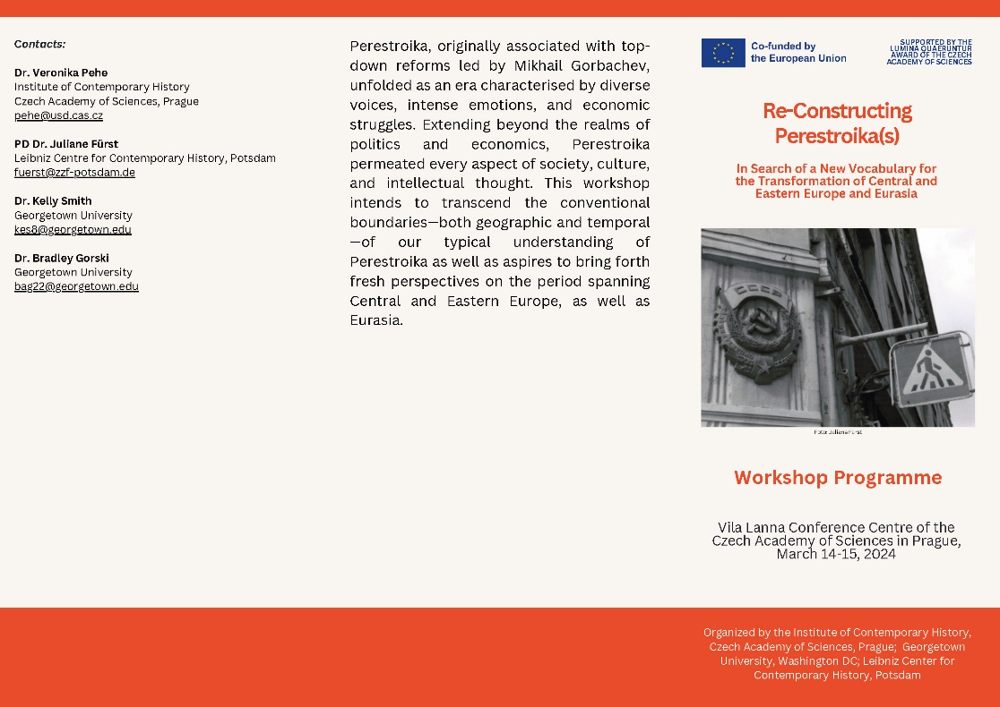 Contacts:
Dr. Veronika Pehe
Institute of Contemporary History
Czech Academy of Sciences, Prague
pehe@usd.cas.cz
PD Dr. Juliane Fürst
Leibniz Centre for Contemporary History, Potsdam
fuerst@zzf-potsdam.de
Dr. Kelly Smith
Georgetown University
kes8@georgetown.edu
Dr. Bradley Gorski
Georgetown University
bag22@georgetown.edu
Perestroika, originally associated with top-
down reforms led by Mikhail Gorbachev,
unfolded as an era characterised by diverse
voices, intense emotions, and economic
struggles. Extending beyond the realms of
politics and economics, Perestroika
permeated every aspect of society, culture,
and intellectual thought. This workshop
intends to transcend the conventional
boundaries—both geographic and temporal
—of our typical understanding of
Perestroika as well as aspires to bring forth
fresh perspectives on the period spanning
Central and Eastern Europe, as well as
Eurasia.
Co-funded by
the European Union
SUPPORTED BY THE
LUMINA QUAERUNTUR
AWARD OF THE CZECH
ACADEMY OF SCIENCES
Re-Constructing
Perestroika(s)
In Search of a New Vocabulary for
the Transformation of Central and
Eastern Europe and Eurasia
СССР
Foto: Juliane Fürst
Workshop Programme
Vila Lanna Conference Centre of the
Czech Academy of Sciences in Prague,
March 14-15, 2024
Organized by the Institute of Contemporary History,
Czech Academy of Sciences, Prague; Georgetown
University, Washington DC; Leibniz Center for
Contemporary History, Potsdam